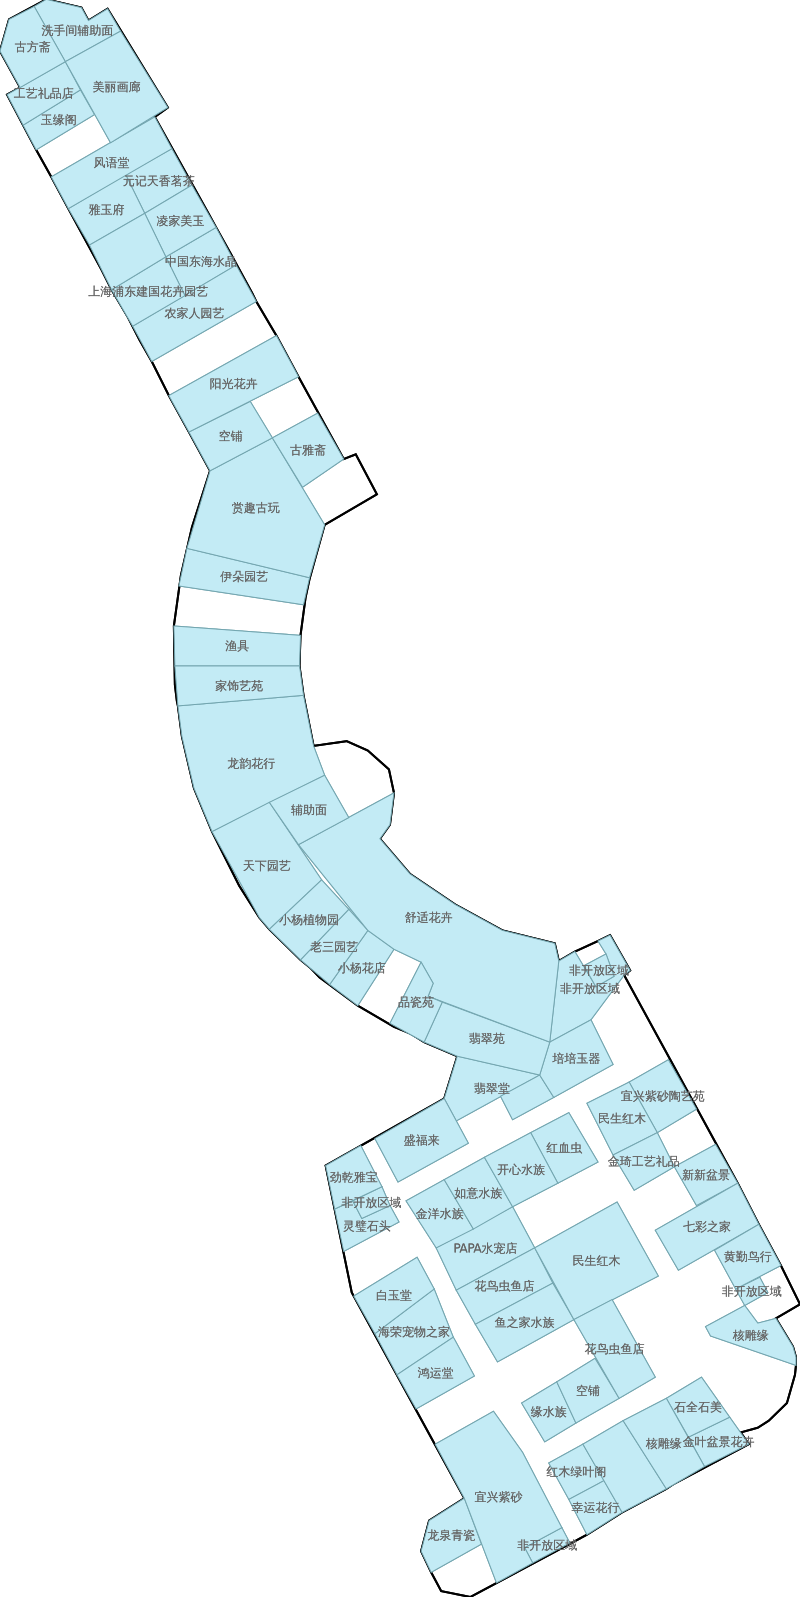 洗手间辅助面
古方斋
美丽画廊
工艺礼品店
玉缘阁
风语堂
元记天香茗茶
雅玉府
凌家美玉
中国东海水晶
上海浦东建国花卉园艺
农家人园艺
阳光花卉
空铺
古雅斋
赏趣古玩
伊朵园艺
渔具
家饰艺苑
龙韵花行
辅助面
天下园艺
小杨植物园
舒适花卉
老三园艺
小杨花店
非开放区域
非开放区域
品瓷苑
翡翠苑
培培玉器
翡翠堂
宜兴紫砂陶艺苑
民生红木
盛福来
红血虫
金琦工艺礼品
开心水族
新新盆景
劲乾雅宝
如意水族
非开放区域
金洋水族
灵璧石头
七彩之家
PAPA水宠店
黄勤鸟行
民生红木
花鸟虫鱼店
非开放区域
白玉堂
鱼之家水族
海荣宠物之家
核雕缘
花鸟虫鱼店
鸿运堂
空铺
石全石美
缘水族
核雕缘
金叶盆景花卉
红木绿叶阁
宜兴紫砂
幸运花行
龙泉青瓷
非开放区域